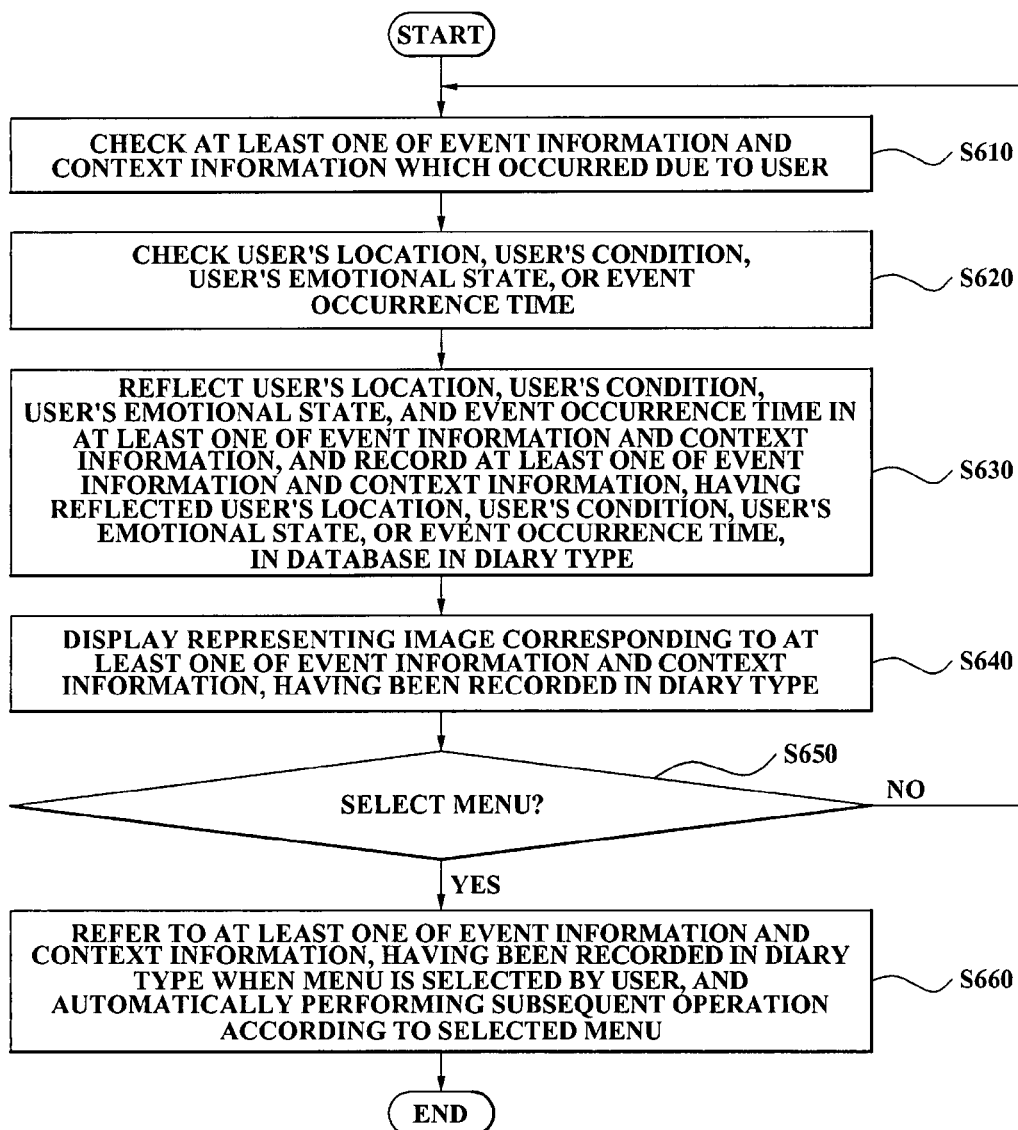 START
CHECK AT LEAST ONE OF EVENT INFORMATION AND
CONTEXT INFORMATION WHICH OCCURRED DUE TO USER
S610
CHECK USER'S LOCATION, USER'S CONDITION,
USER'S EMOTIONAL STATE, OR EVENT
OCCURRENCE TIME
S620
REFLECT USER'S LOCATION, USER'S CONDITION,
USER'S EMOTIONAL STATE, AND EVENT OCCURRENCE TIME IN
AT LEAST ONE OF EVENT INFORMATION AND CONTEXT
INFORMATION, AND RECORD AT LEAST ONE OF EVENT
INFORMATION AND CONTEXT INFORMATION, HAVING
REFLECTED USER'S LOCATION, USER'S CONDITION, USER'S
EMOTIONAL STATE, OR EVENT OCCURRENCE TIME,
IN DATABASE IN DIARY TYPE
S630
DISPLAY REPRESENTING IMAGE CORRESPONDING TO AT
LEAST ONE OF EVENT INFORMATION AND CONTEXT
INFORMATION, HAVING BEEN RECORDED IN DIARY TYPE
S640
S650
SELECT MENU?
NO
YES
REFER TO AT LEAST ONE OF EVENT INFORMATION AND
CONTEXT INFORMATION, HAVING BEEN RECORDED IN DIARY
TYPE WHEN MENU IS SELECTED BY USER, AND
AUTOMATICALLY PERFORMING SUBSEQUENT OPERATION
ACCORDING TO SELECTED MENU
S660
END